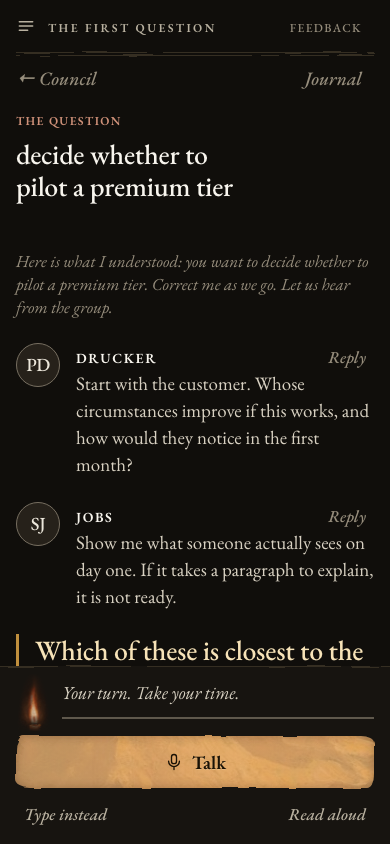 THE FIRST QUESTION
FEEDBACK
← Council
Journal
THE QUESTION
decide whether to
pilot a premium tier
Here is what I understood: you want to decide whether to
pilot a premium tier. Correct me as we go. Let us hear
from the group.
PD
DRUCKER
Reply
Start with the customer. Whose
circumstances improve if this works, and
how would they notice in the first
month?
SJ
JOBS
Reply
Show me what someone actually sees on
day one. If it takes a paragraph to explain,
it is not ready.
Which of these is closest to the
Your turn. Take your time.
Talk
Type instead
Read aloud